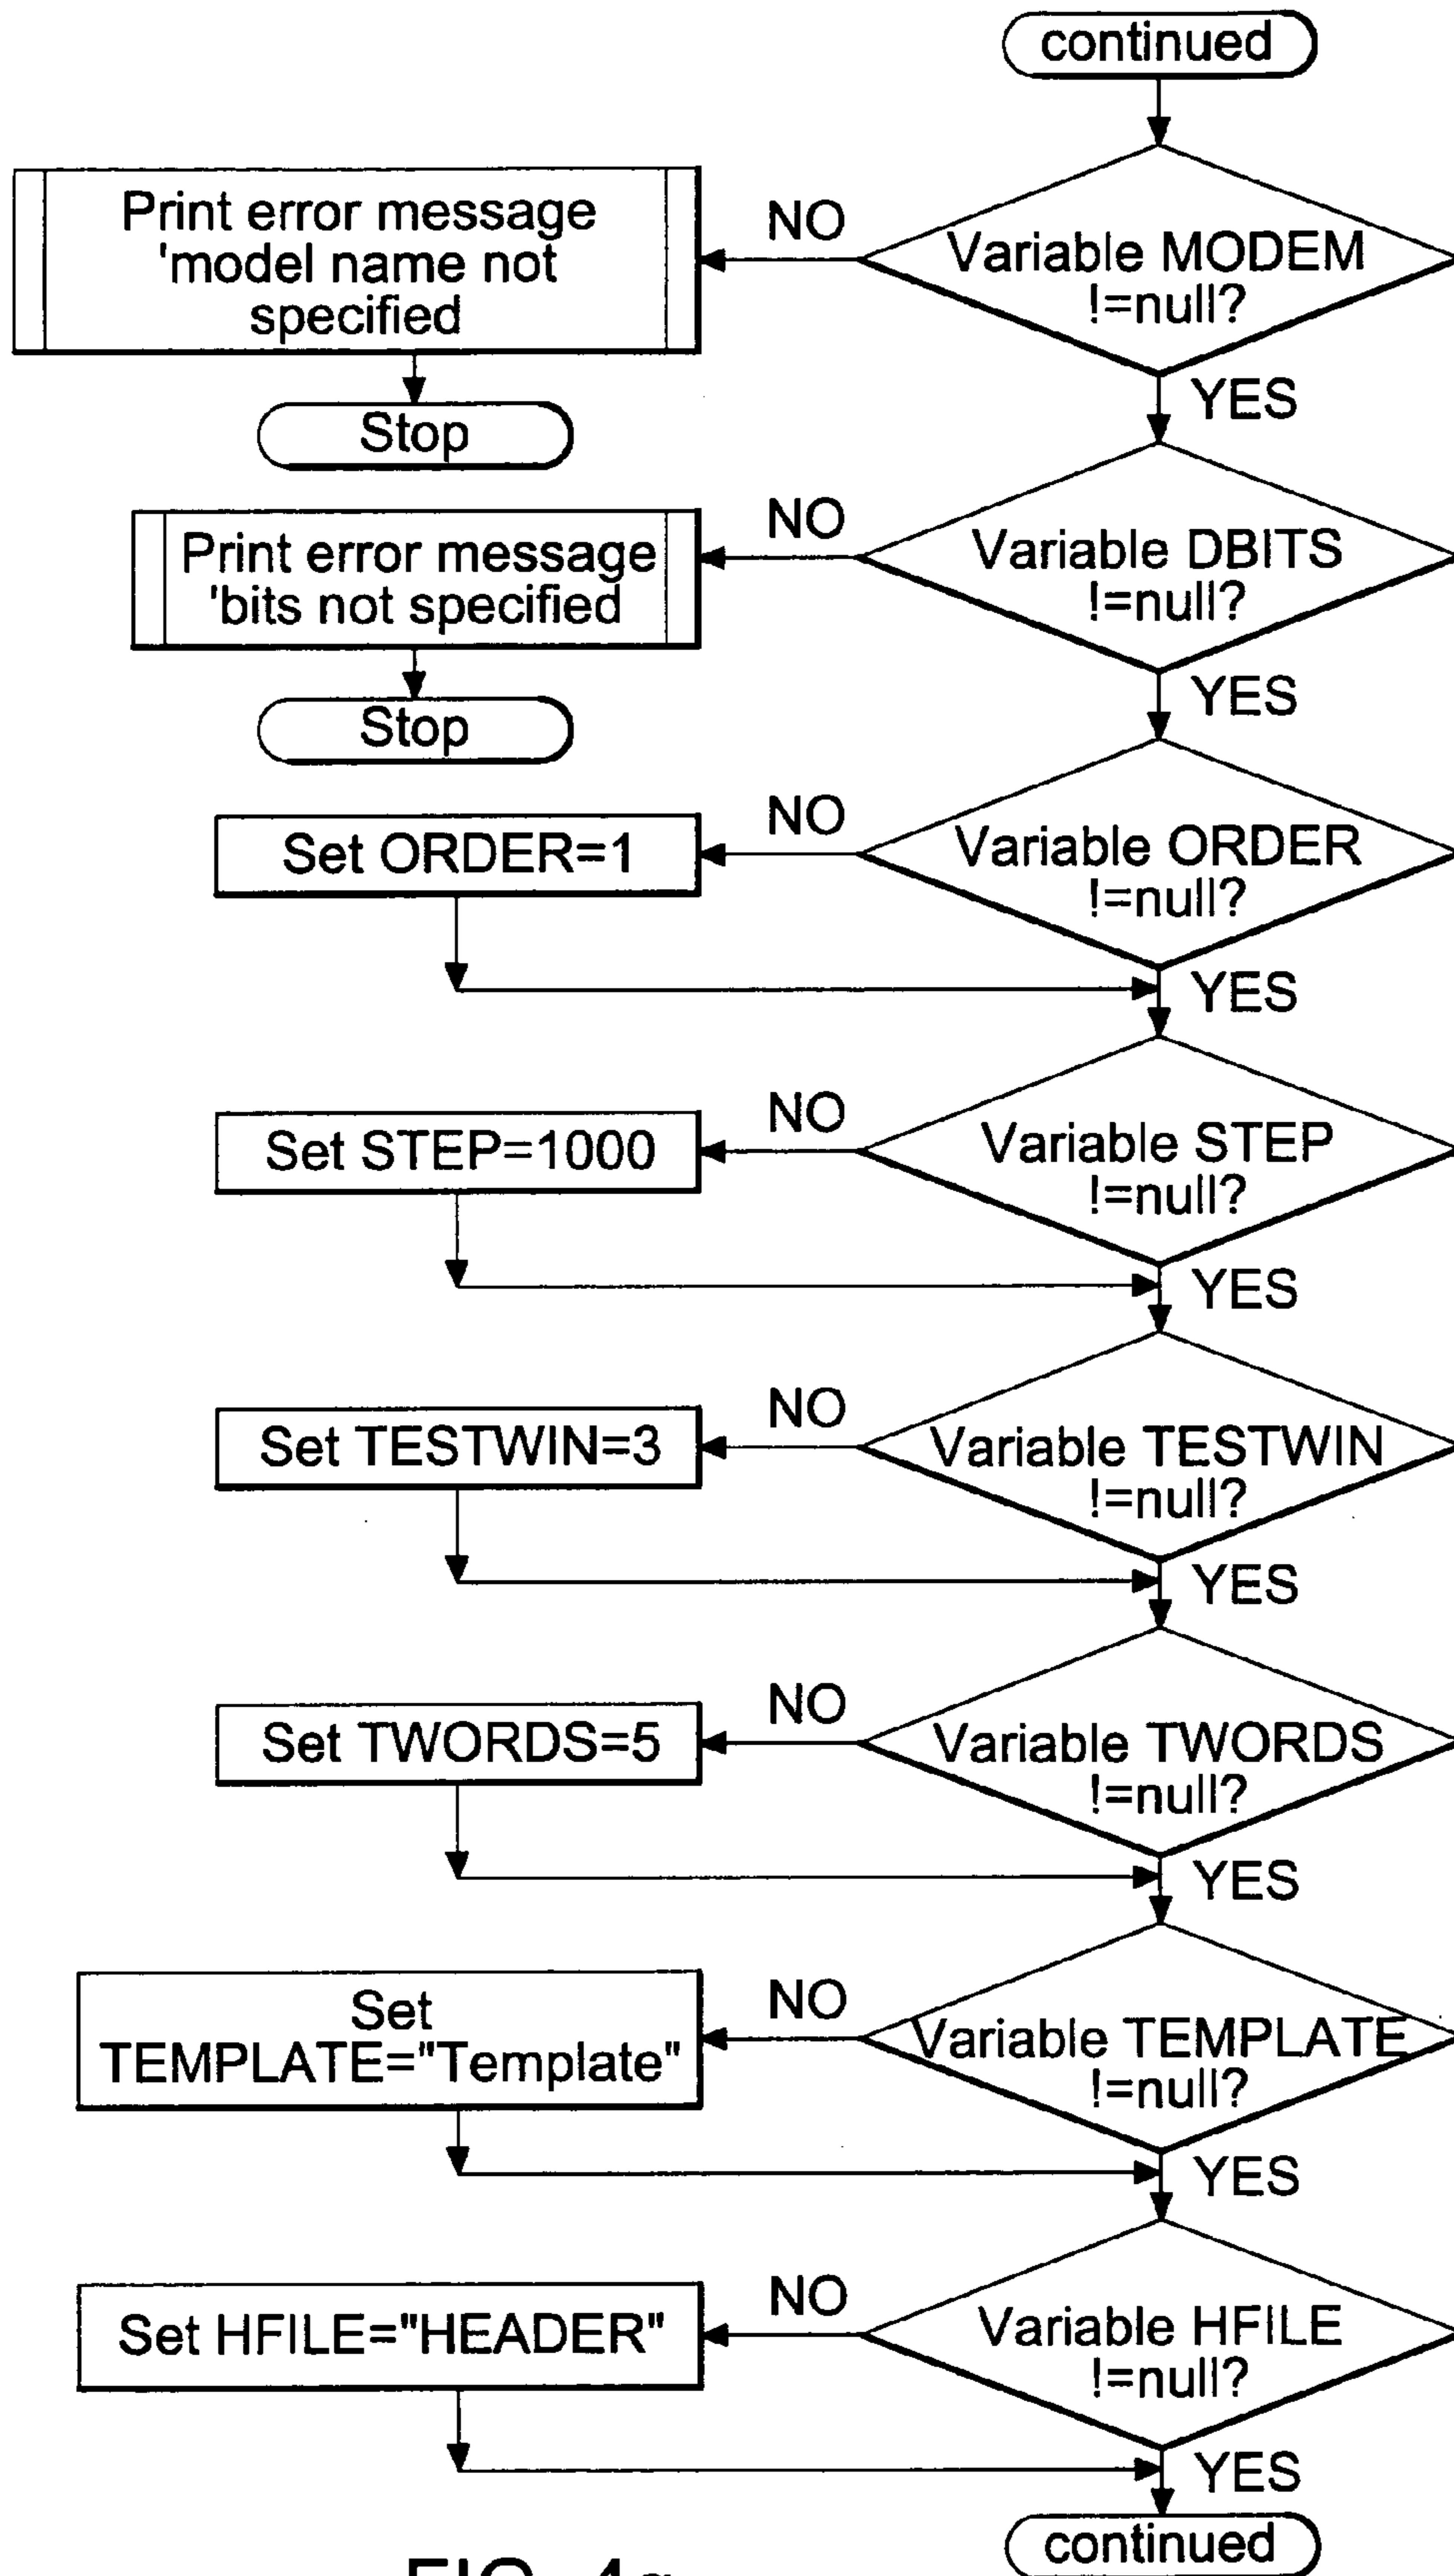 continued
Print error message
'model name not
specified
NO
Variable MODEM
!=null?
Stop
YES
Print error message
'bits not specified
NO
Variable DBITS
!=null?
Stop
YES
Set ORDER=1
NO
Variable ORDER
!=null?
YES
Set STEP=1000
NO
Variable STEP
!=null?
YES
Set TESTWIN=3
NO
Variable TESTWIN
!=null?
YES
Set TWORDS=5
NO
Variable TWORDS
!=null?
YES
Set
TEMPLATE="Template"
NO
Variable TEMPLATE
!=null?
YES
Set HFILE="HEADER"
NO
Variable HFILE
!=null?
YES
continued